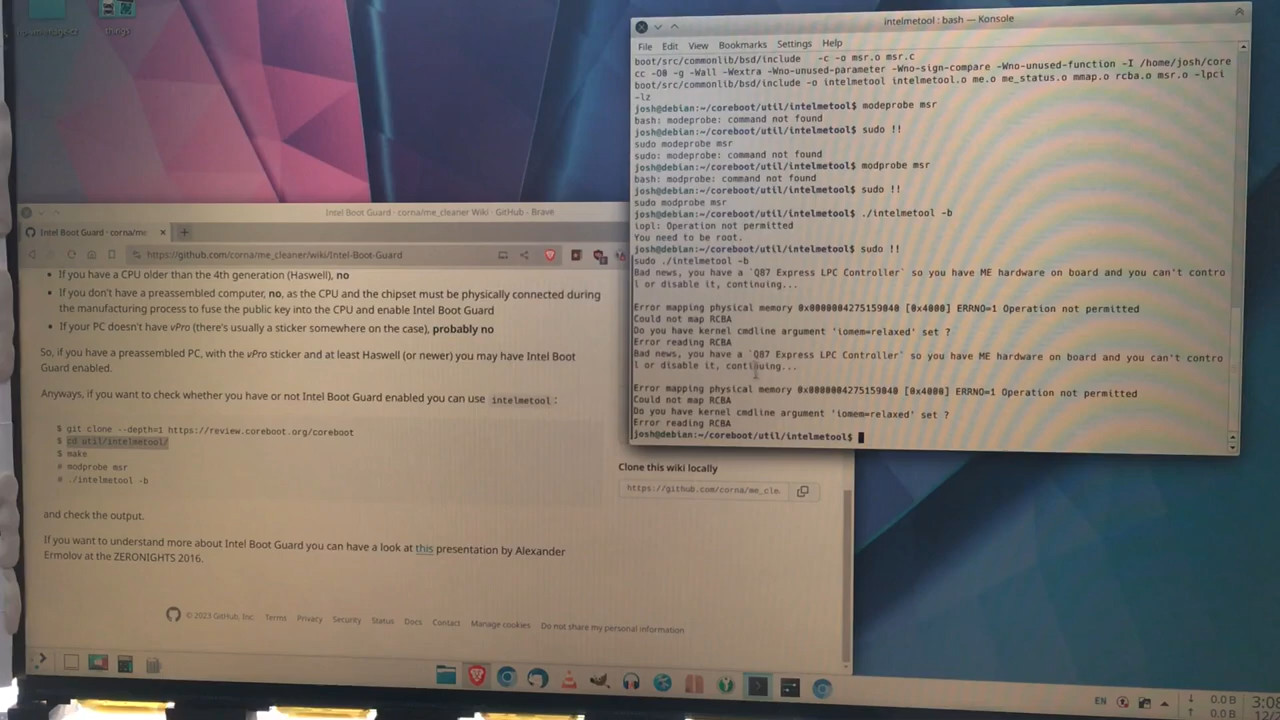 things
intelmetool : bash — Konsole
File Edit View Bookmarks Settings Help
boot/src/commonlib/bsd/include -c -o msr.o msr.c
cc -O0 -g -Wall -Wextra -Wno-unused-parameter -Wno-sign-compare -Wno-unused-function -I /home/josh/core
boot/src/commonlib/bsd/include -o intelmetool intelmetool.o me.o me_status.o mmap.o rcba.o msr.o -lpci
-lz
josh@debian:~/coreboot/util/intelmetool$ modeprobe msr
bash: modeprobe: command not found
josh@debian:~/coreboot/util/intelmetool$ sudo !!
sudo modeprobe msr
sudo: modeprobe: command not found
josh@debian:~/coreboot/util/intelmetool$ modprobe msr
bash: modprobe: command not found
josh@debian:~/coreboot/util/intelmetool$ sudo !!
sudo modprobe msr
josh@debian:~/coreboot/util/intelmetool$ ./intelmetool -b
iopl: Operation not permitted
You need to be root.
josh@debian:~/coreboot/util/intelmetool$ sudo !!
sudo ./intelmetool -b
Bad news, you have a `Q87 Express LPC Controller` so you have ME hardware on board and you can't contro
l or disable it, continuing...
Error mapping physical memory 0x0000004275159040 [0x4000] ERRNO=1 Operation not permitted
Could not map RCBA
Do you have kernel cmdline argument 'iomem=relaxed' set ?
Error reading RCBA
Bad news, you have a `Q87 Express LPC Controller` so you have ME hardware on board and you can't contro
l or disable it, continuing...
Error mapping physical memory 0x0000004275159040 [0x4000] ERRNO=1 Operation not permitted
Could not map RCBA
Do you have kernel cmdline argument 'iomem=relaxed' set ?
Error reading RCBA
josh@debian:~/coreboot/util/intelmetool$
Intel Boot Guard · corna/me_cleaner Wiki · GitHub - Brave
Intel Boot Guard · corna/me
https://github.com/corna/me_cleaner/wiki/Intel-Boot-Guard
If you have a CPU older than the 4th generation (Haswell), no
If you don't have a preassembled computer, no, as the CPU and the chipset must be physically connected during
the manufacturing process to fuse the public key into the CPU and enable Intel Boot Guard
If your PC doesn't have vPro (there's usually a sticker somewhere on the case), probably no
So, if you have a preassembled PC, with the vPro sticker and at least Haswell (or newer) you may have Intel Boot
Guard enabled.
Anyways, if you want to check whether you have or not Intel Boot Guard enabled you can use intelmetool:
$ git clone --depth=1 https://review.coreboot.org/coreboot
$ cd util/intelmetool/
$ make
# modprobe msr
# ./intelmetool -b
and check the output.
If you want to understand more about Intel Boot Guard you can have a look at this presentation by Alexander
Ermolov at the ZERONIGHTS 2016.
Clone this wiki locally
https://github.com/corna/me_cle
© 2023 GitHub, Inc. Terms Privacy Security Status Docs Contact Manage cookies Do not share my personal information
EN
0.0 B
0.0 B
3:08